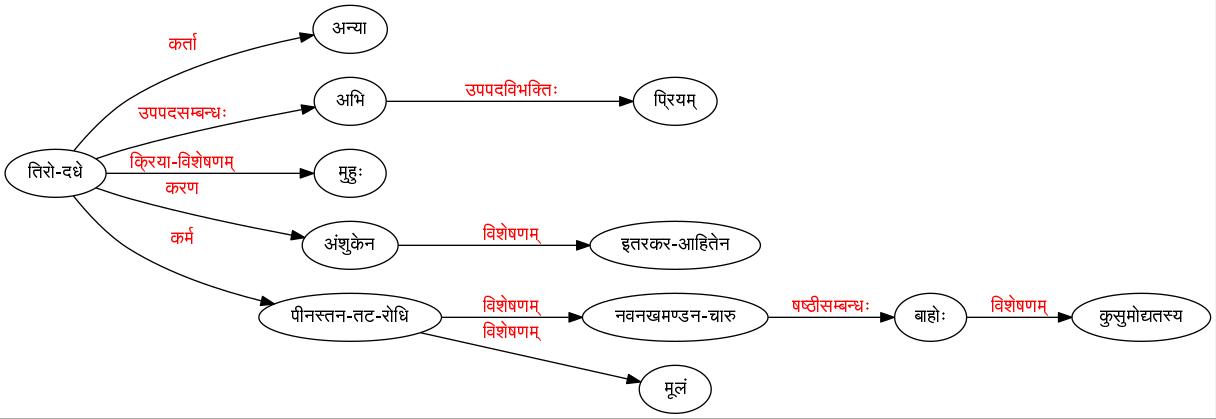 कर्ता
अन्या
उपपदसम्बन्धः
अभि
उपपदविभक्तिः
प्रियम्
तिरो-दधे
क्रिया-विशेषणम्
मुहुः
करण
अंशुकेन
विशेषणम्
इतरकर-आहितेन
कर्म
पीनस्तन-तट-रोधि
विशेषणम्
नवनखमण्डन-चारु
षष्ठीसम्बन्धः
बाहोः
विशेषणम्
कुसुमोद्यतस्य
विशेषणम्
मूलं